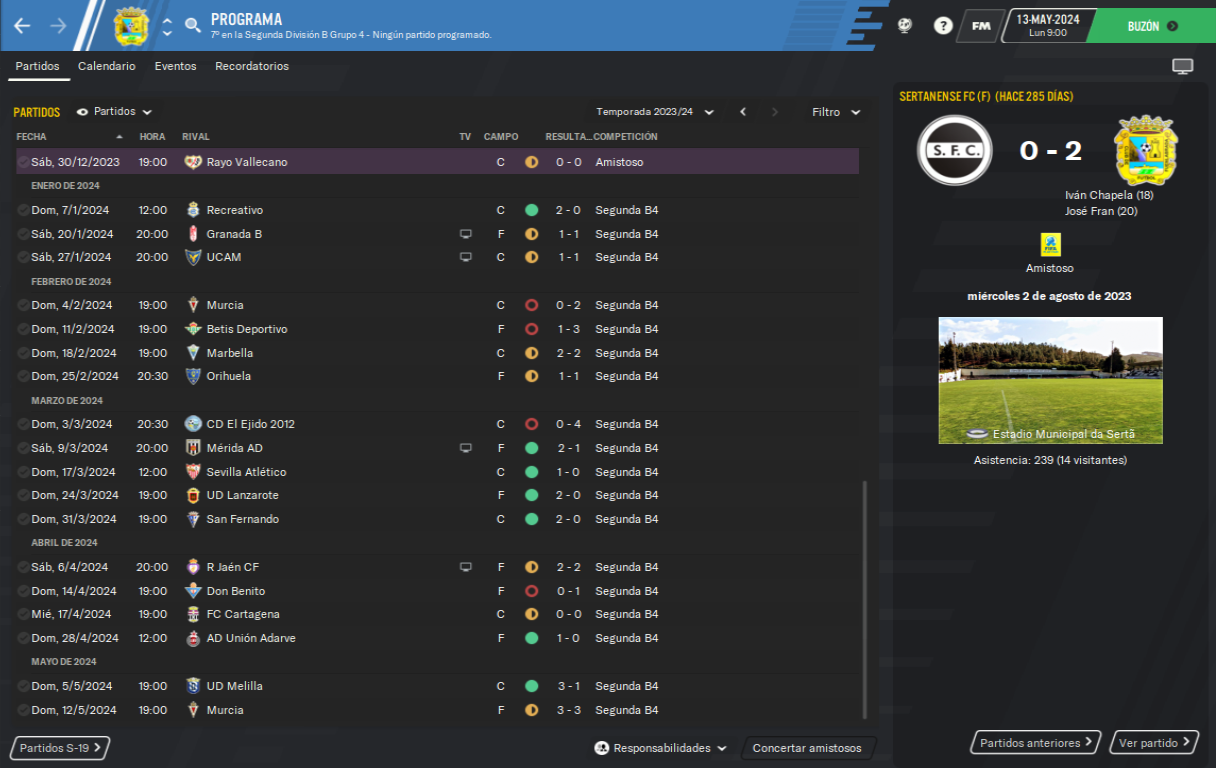 PROGRAMA
7º en la Segunda División B Grupo 4 - Ningún partido programado.
? FM 13-MAY-2024
Lun 9:00
BUZÓN
Partidos Calendario Eventos Recordatorios
PARTIDOS Partidos Temporada 2023/24 Filtro
FECHA HORA RIVAL TV CAMPO RESULTA... COMPETICIÓN
Sáb, 30/12/2023 19:00 Rayo Vallecano C 0 - 0 Amistoso
ENERO DE 2024
Dom, 7/1/2024 12:00 Recreativo C 2 - 0 Segunda B4
Sáb, 20/1/2024 20:00 Granada B F 1 - 1 Segunda B4
Sáb, 27/1/2024 20:00 UCAM C 1 - 1 Segunda B4
FEBRERO DE 2024
Dom, 4/2/2024 19:00 Murcia C 0 - 2 Segunda B4
Dom, 11/2/2024 19:00 Betis Deportivo F 1 - 3 Segunda B4
Dom, 18/2/2024 19:00 Marbella C 2 - 2 Segunda B4
Dom, 25/2/2024 20:30 Orihuela F 1 - 1 Segunda B4
MARZO DE 2024
Dom, 3/3/2024 20:30 CD El Ejido 2012 C 0 - 4 Segunda B4
Sáb, 9/3/2024 20:00 Mérida AD F 2 - 1 Segunda B4
Dom, 17/3/2024 12:00 Sevilla Atlético C 1 - 0 Segunda B4
Dom, 24/3/2024 19:00 UD Lanzarote F 2 - 0 Segunda B4
Dom, 31/3/2024 19:00 San Fernando C 2 - 0 Segunda B4
ABRIL DE 2024
Sáb, 6/4/2024 20:00 R Jaén CF F 2 - 2 Segunda B4
Dom, 14/4/2024 19:00 Don Benito F 0 - 1 Segunda B4
Mié, 17/4/2024 19:00 FC Cartagena C 0 - 0 Segunda B4
Dom, 28/4/2024 12:00 AD Unión Adarve F 1 - 0 Segunda B4
MAYO DE 2024
Dom, 5/5/2024 19:00 UD Melilla C 3 - 1 Segunda B4
Dom, 12/5/2024 19:00 Murcia F 3 - 3 Segunda B4
Partidos S-19 Responsabilidades Concertar amistosos
SERTANENSE FC (F) (HACE 285 DÍAS)
S. F. C. 0 - 2
Iván Chapela (18)
José Fran (20)
Amistoso
miércoles 2 de agosto de 2023
Estadio Municipal da Sertã
Asistencia: 239 (14 visitantes)
Partidos anteriores Ver partido